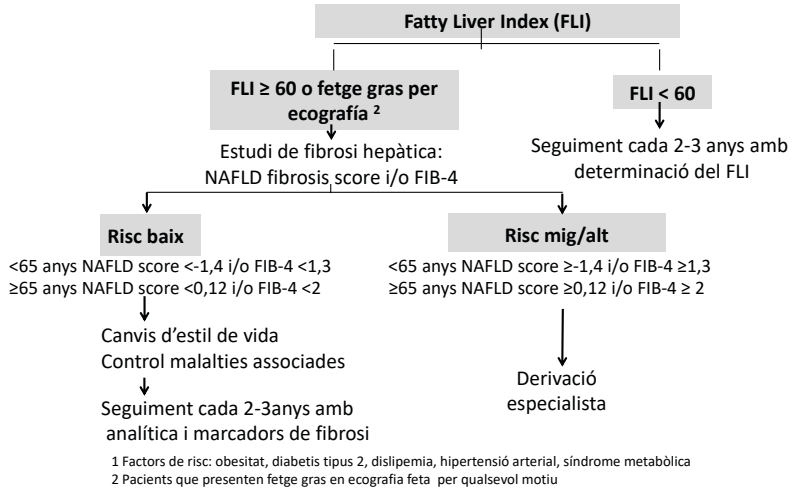 Fatty Liver Index (FLI)
FLI ≥ 60 o fetge gras per
ecografía ²
FLI < 60
Estudi de fibrosi hepàtica:
NAFLD fibrosis score i/o FIB-4
Seguiment cada 2-3 anys amb
determinació del FLI
Risc baix
<65 anys NAFLD score <-1,4 i/o FIB-4 <1,3
≥65 anys NAFLD score <0,12 i/o FIB-4 <2
Risc mig/alt
<65 anys NAFLD score ≥-1,4 i/o FIB-4 ≥1,3
≥65 anys NAFLD score ≥0,12 i/o FIB-4 ≥ 2
Canvis d'estil de vida
Control malalties associades
Seguiment cada 2-3anys amb
analítica i marcadors de fibrosi
Derivació
especialista
1 Factors de risc: obesitat, diabetis tipus 2, dislipemia, hipertensió arterial, síndrome metabòlica
2 Pacients que presenten fetge gras en ecografia feta per qualsevol motiu